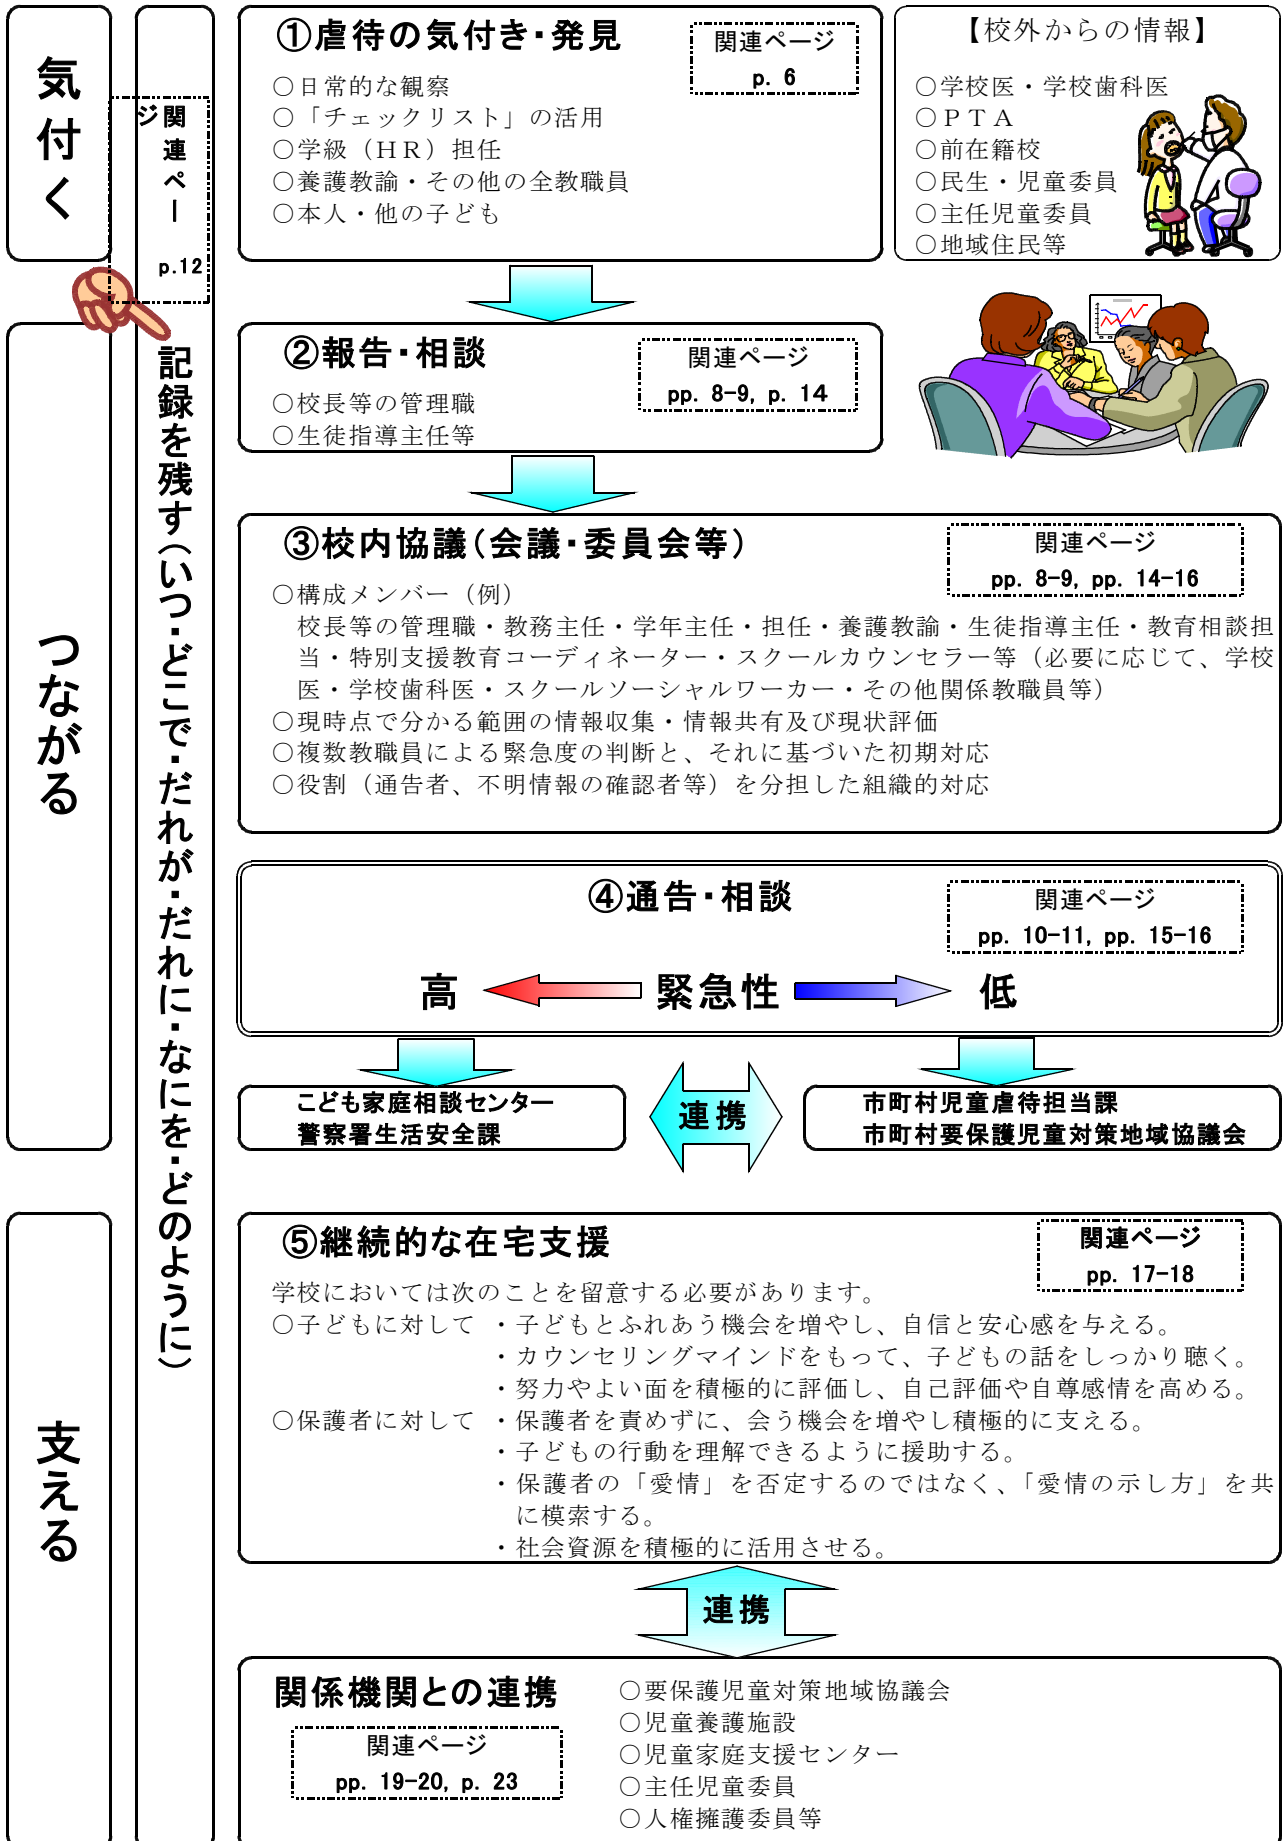 気付く
関連ページ
p.12
記録を残す（いつ・どこで・だれが・だれに・なにを・どのように）
①虐待の気付き・発見
関連ページ
p. 6
○日常的な観察
○「チェックリスト」の活用
○学級（ＨＲ）担任
○養護教諭・その他の全教職員
○本人・他の子ども
【校外からの情報】
○学校医・学校歯科医
○ＰＴＡ
○前在籍校
○民生・児童委員
○主任児童委員
○地域住民等
つながる
②報告・相談
関連ページ
pp. 8-9, p. 14
○校長等の管理職
○生徒指導主任等
③校内協議（会議・委員会等）
関連ページ
pp. 8-9, pp. 14-16
○構成メンバー（例）
校長等の管理職・教務主任・学年主任・担任・養護教諭・生徒指導主任・教育相談担
当・特別支援教育コーディネーター・スクールカウンセラー等（必要に応じて、学校
医・学校歯科医・スクールソーシャルワーカー・その他関係教職員等）
○現時点で分かる範囲の情報収集・情報共有及び現状評価
○複数教職員による緊急度の判断と、それに基づいた初期対応
○役割（通告者、不明情報の確認者等）を分担した組織的対応
④通告・相談
関連ページ
pp. 10-11, pp. 15-16
高 緊急性 低
こども家庭相談センター
警察署生活安全課
連携
市町村児童虐待担当課
市町村要保護児童対策地域協議会
支える
⑤継続的な在宅支援
関連ページ
pp. 17-18
学校においては次のことを留意する必要があります。
○子どもに対して ・子どもとふれあう機会を増やし、自信と安心感を与える。
・カウンセリングマインドをもって、子どもの話をしっかり聴く。
・努力やよい面を積極的に評価し、自己評価や自尊感情を高める。
○保護者に対して ・保護者を責めずに、会う機会を増やし積極的に支える。
・子どもの行動を理解できるように援助する。
・保護者の「愛情」を否定するのではなく、「愛情の示し方」を共
に模索する。
・社会資源を積極的に活用させる。
連携
関係機関との連携
関連ページ
pp. 19-20, p. 23
○要保護児童対策地域協議会
○児童養護施設
○児童家庭支援センター
○主任児童委員
○人権擁護委員等